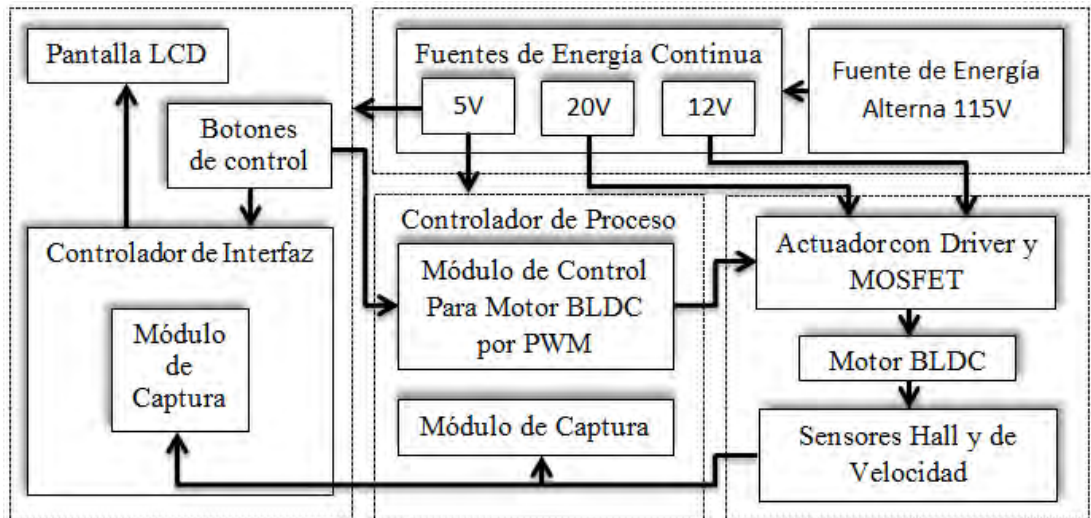 Pantalla LCD
Botones
de control
Controlador de Interfaz
Módulo
de
Captura
Fuentes de Energía Continua
5V
20V
12V
Fuente de Energía
Alterna 115V
Controlador de Proceso
Módulo de Control
Para Motor BLDC
por PWM
Módulo de Captura
Actuador con Driver y
MOSFET
Motor BLDC
Sensores Hall y de
Velocidad